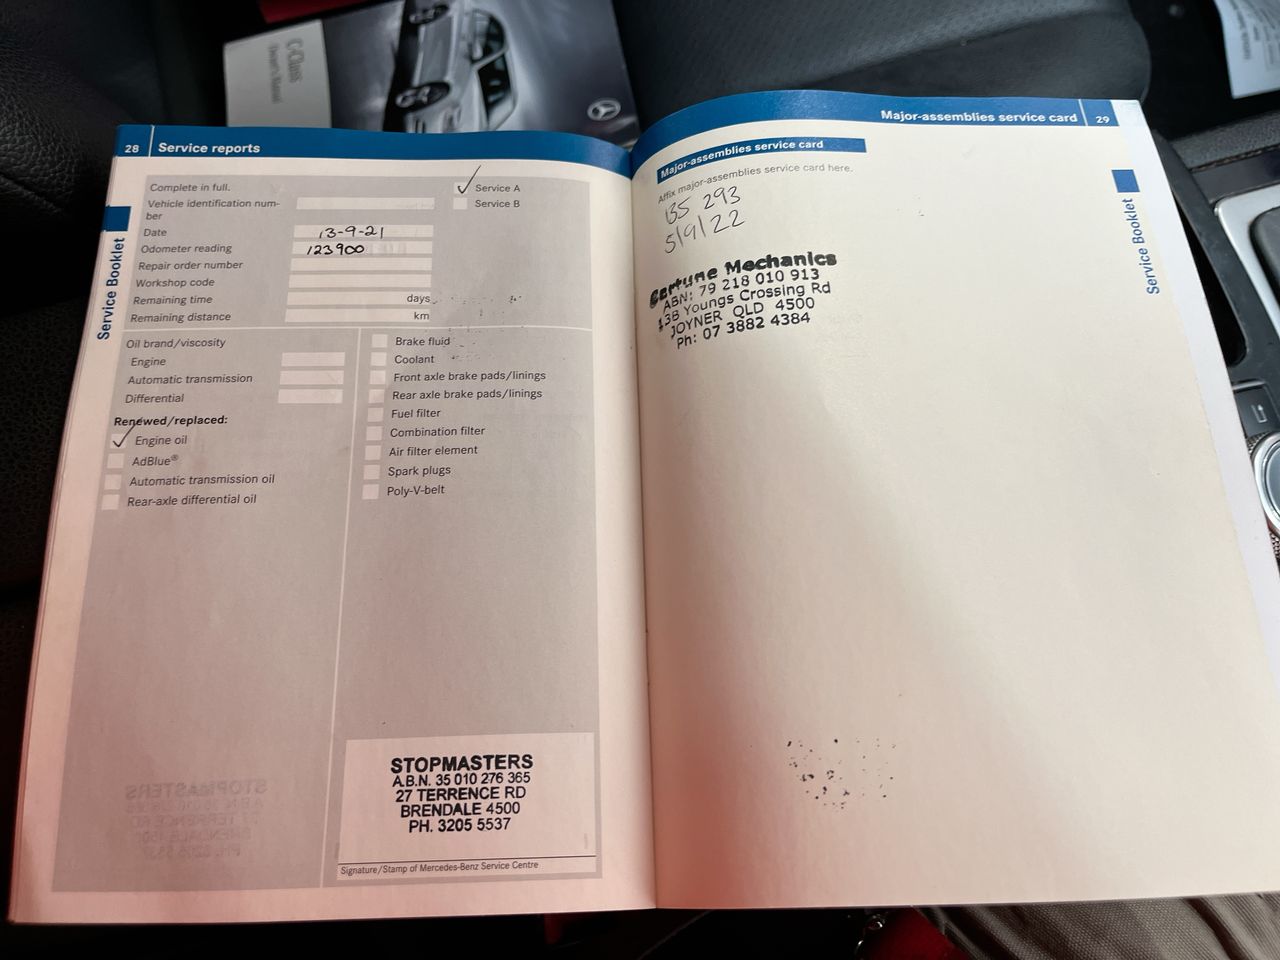 C-Class
Owner's Manual
28 Service reports
Complete in full.
Service A
Service B
Vehicle identification num-
ber
Date 13-9-21
Odometer reading 123900
Repair order number
Workshop code
Remaining time days
Remaining distance km
Oil brand/viscosity
Engine
Automatic transmission
Differential
Renewed/replaced:
Engine oil
AdBlue®
Automatic transmission oil
Rear-axle differential oil
Brake fluid
Coolant
Front axle brake pads/linings
Rear axle brake pads/linings
Fuel filter
Combination filter
Air filter element
Spark plugs
Poly-V-belt
STOPMASTERS
A.B.N. 35 010 276 365
27 TERRENCE RD
BRENDALE 4500
PH. 3205 5537
Signature/Stamp of Mercedes-Benz Service Centre
Service Booklet
Major-assemblies service card 29
Major-assemblies service card
Affix major-assemblies service card here.
135 293
5/9/22
Mechanics
ABN: 79 218 010 913
13B Youngs Crossing Rd
JOYNER QLD 4500
Ph: 07 3882 4384
Service Booklet